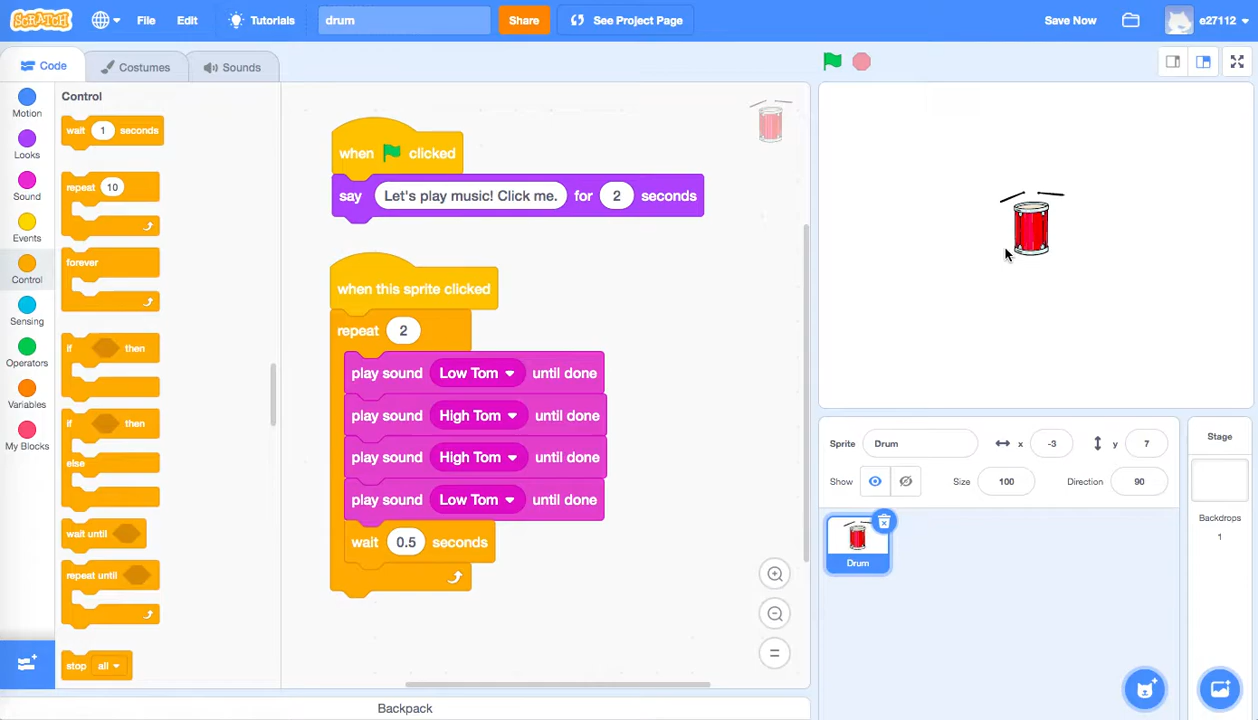 SCRATCH File Edit Tutorials drum Share See Project Page Save Now e27112
Code Costumes Sounds
Motion
Looks
Sound
Events
Control
Sensing
Operators
Variables
My Blocks
Control
wait 1 seconds
repeat 10
forever
if then
if then
else
wait until
repeat until
stop all
when clicked
say Let's play music! Click me. for 2 seconds
when this sprite clicked
repeat 2
play sound Low Tom until done
play sound High Tom until done
play sound High Tom until done
play sound Low Tom until done
wait 0.5 seconds
Backpack
Sprite Drum x -3 y 7
Show Size 100 Direction 90
Drum
Stage
Backdrops
1